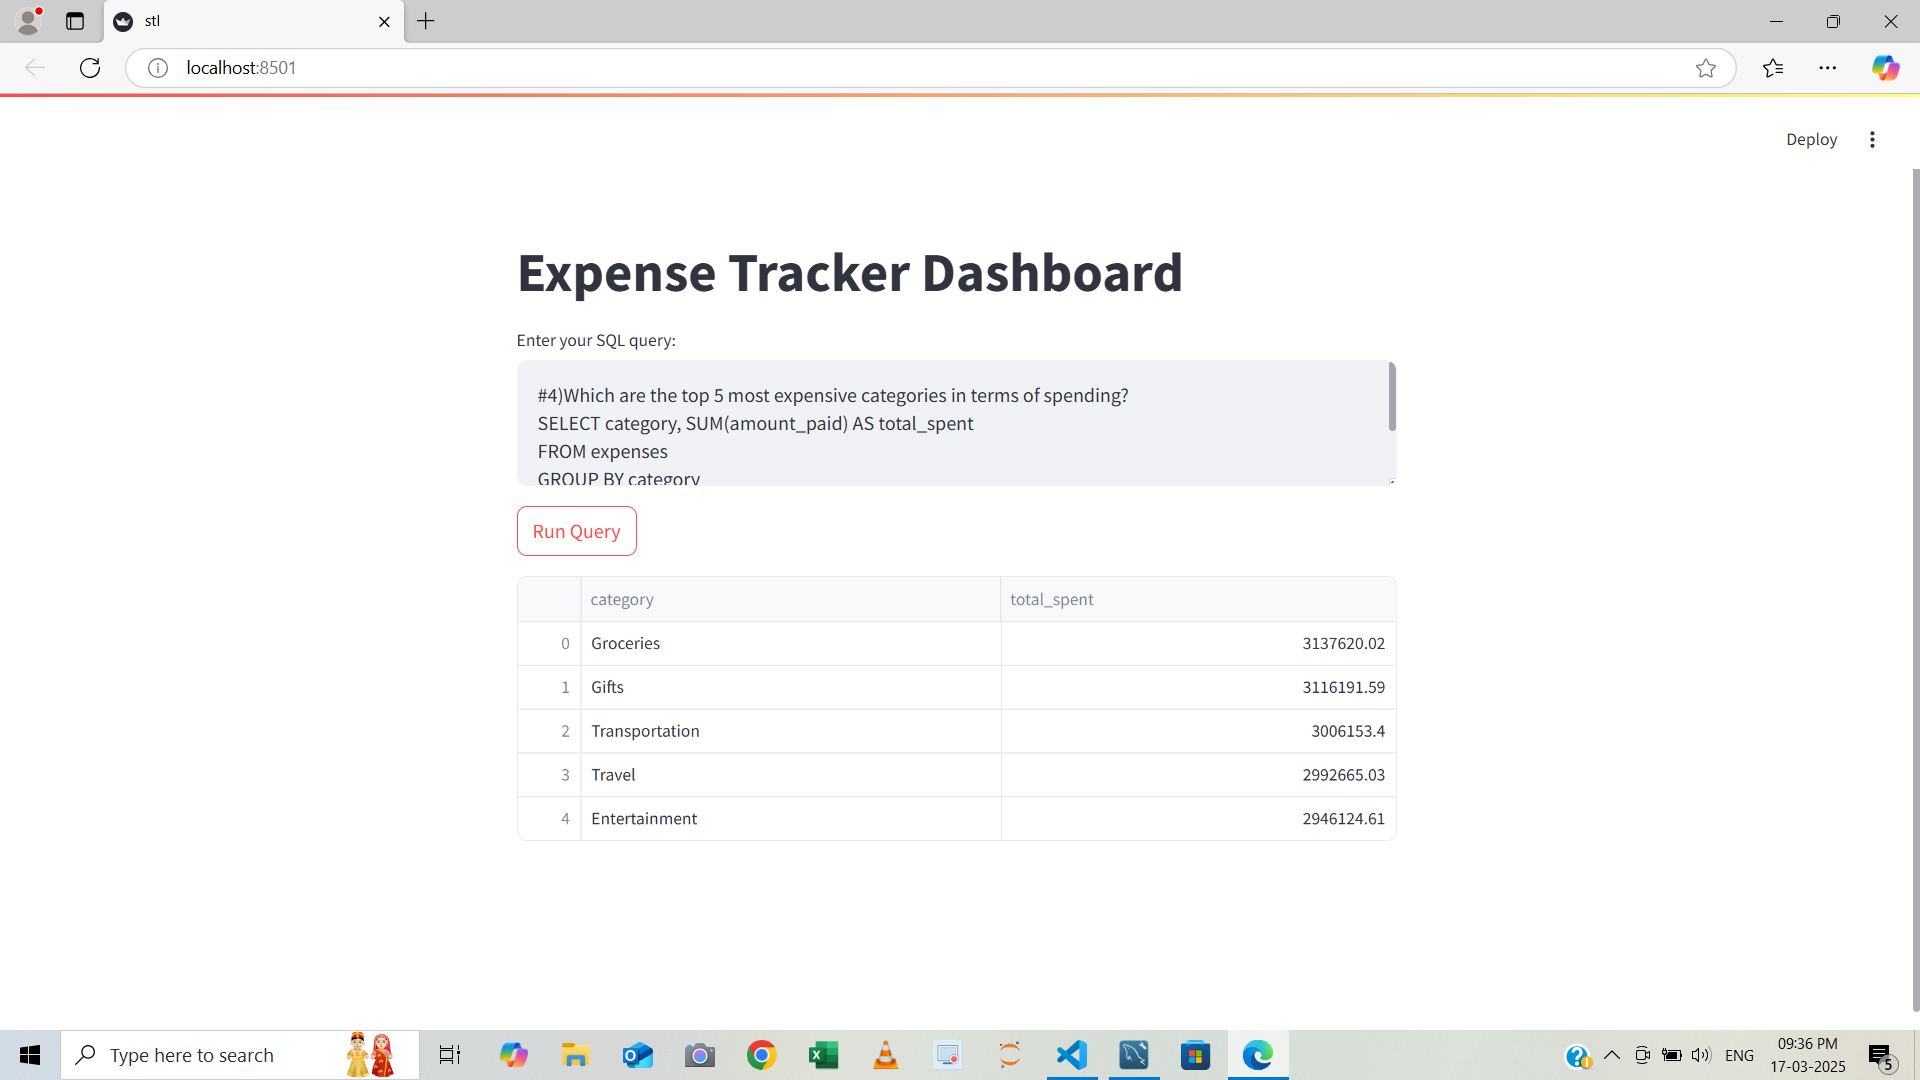 stl
localhost:8501
Deploy
Expense Tracker Dashboard
Enter your SQL query:
#4)Which are the top 5 most expensive categories in terms of spending?
SELECT category, SUM(amount_paid) AS total_spent
FROM expenses
GROUP BY category
Run Query
category total_spent
0 Groceries 3137620.02
1 Gifts 3116191.59
2 Transportation 3006153.4
3 Travel 2992665.03
4 Entertainment 2946124.61
Type here to search
ENG
09:36 PM
17-03-2025
5